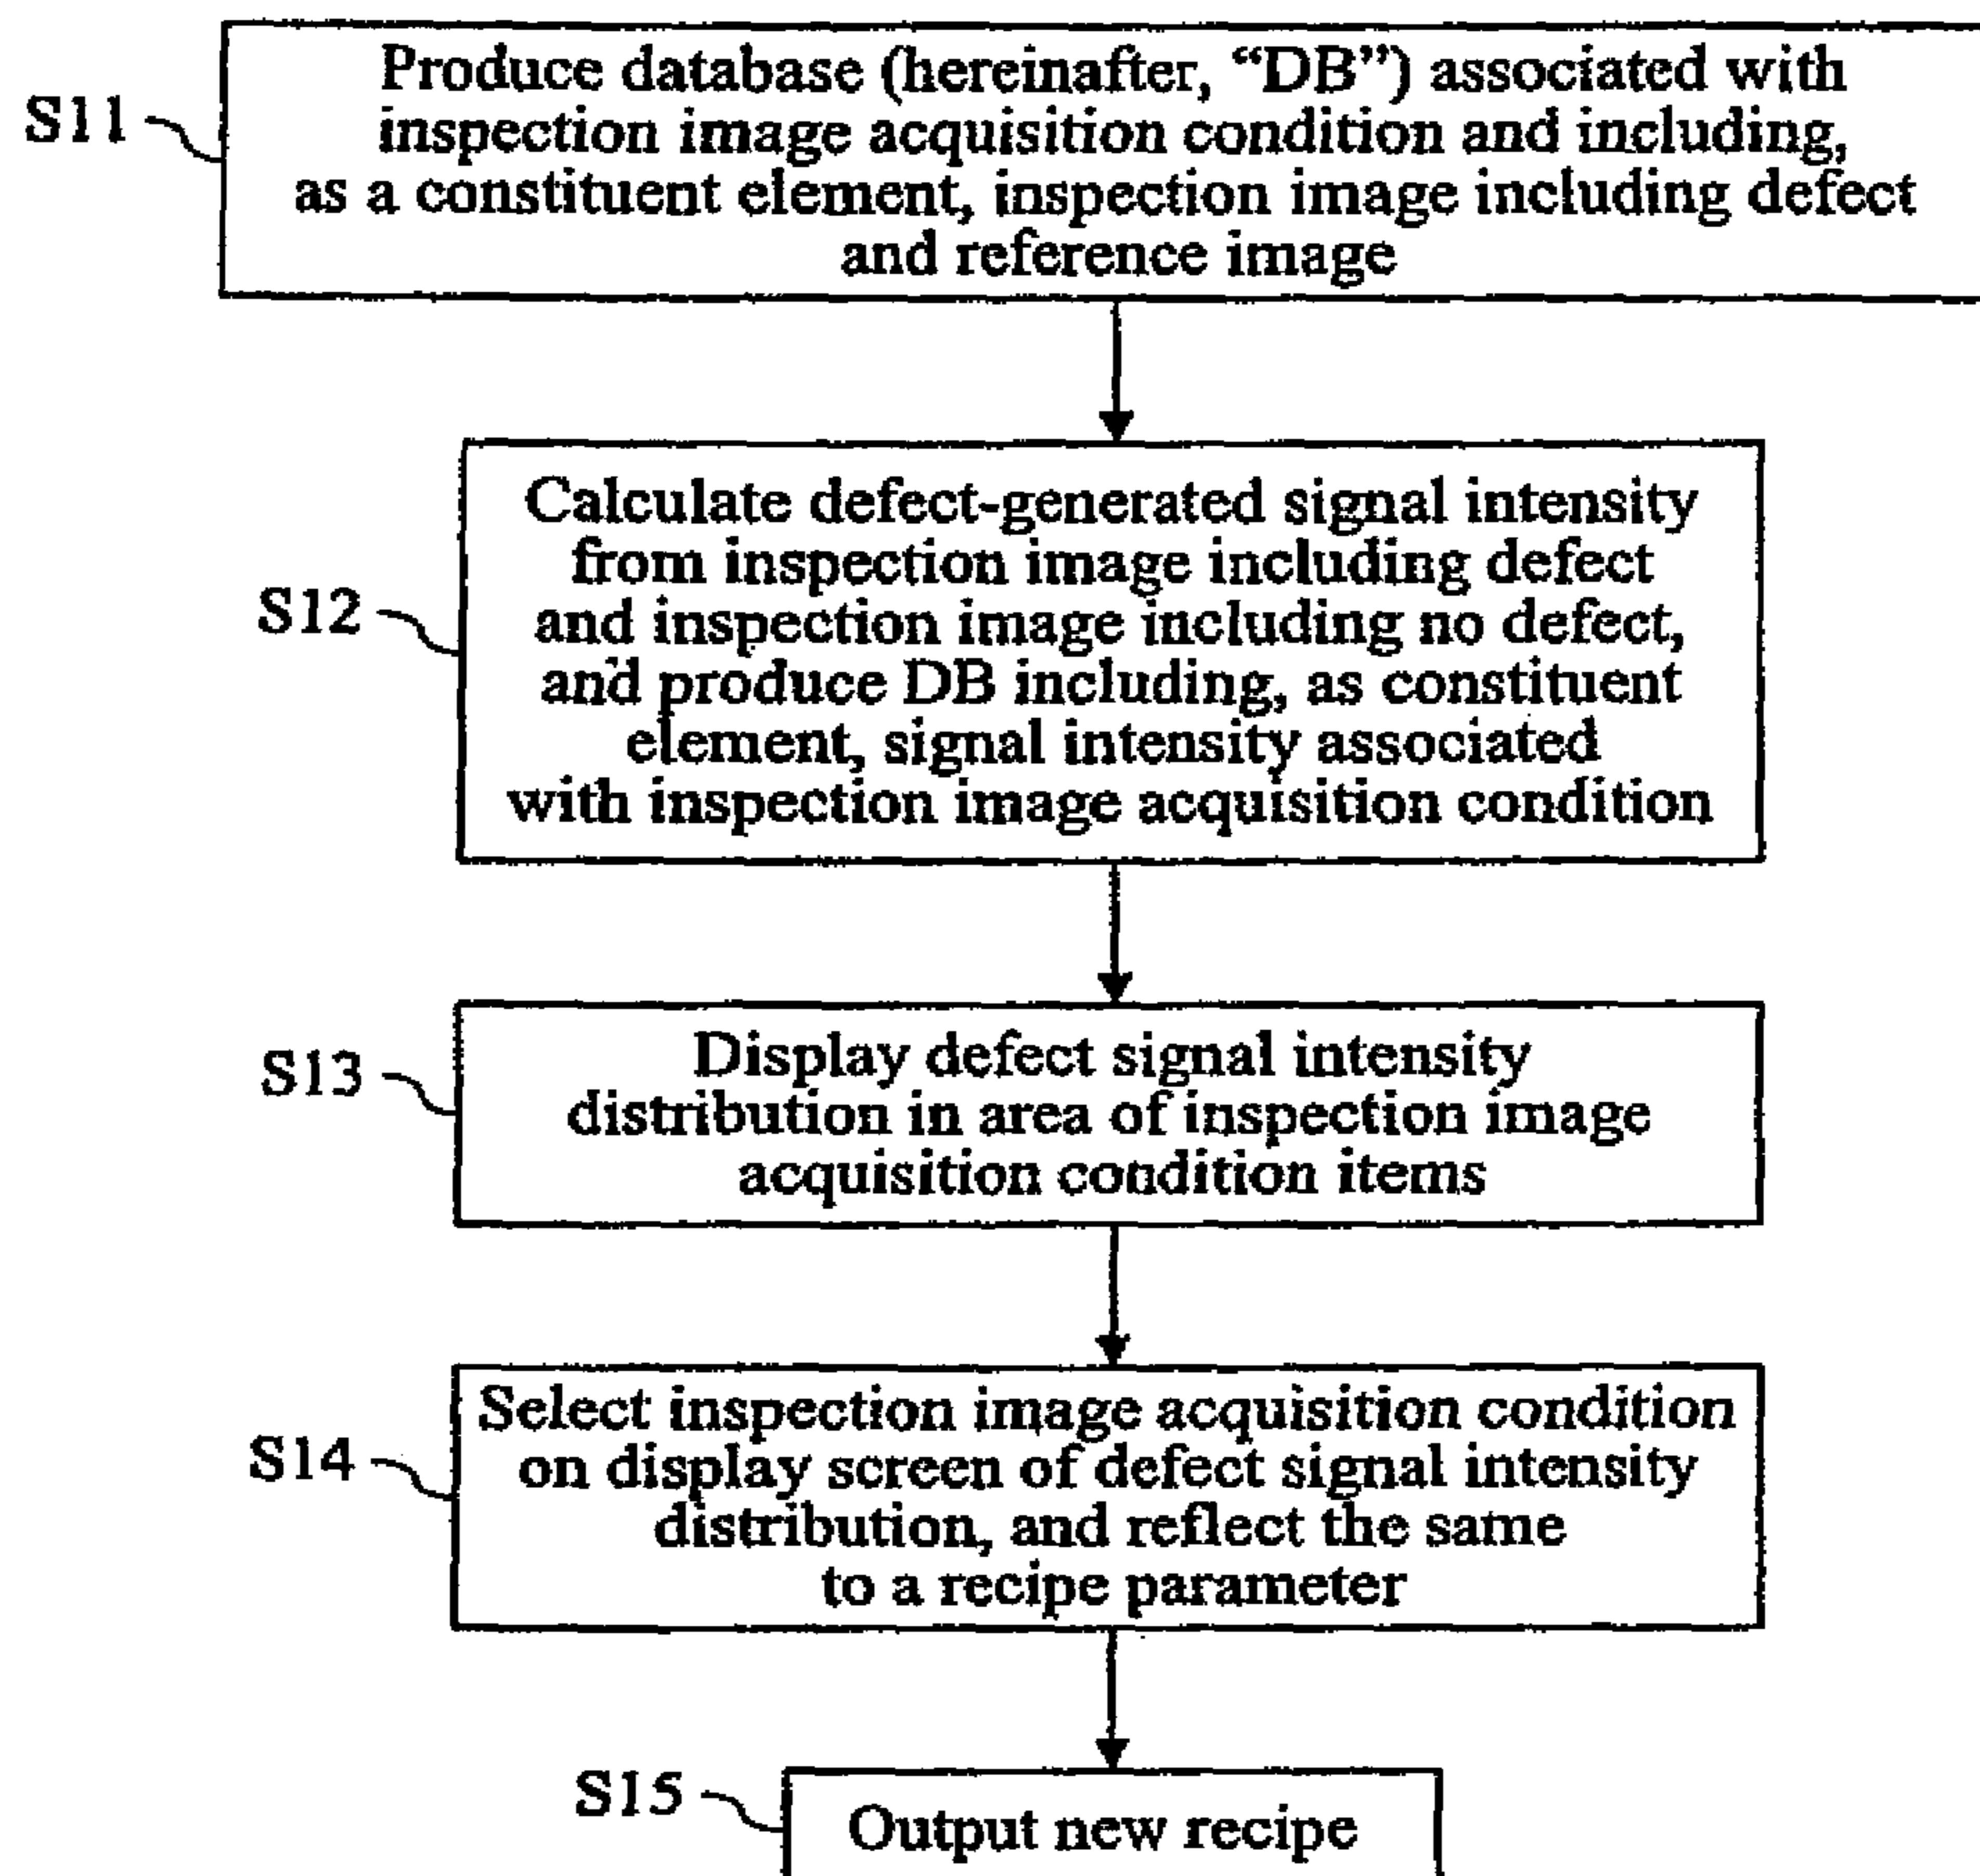 Produce database (hereinafter, “DB”) associated with
inspection image acquisition condition and including,
as a constituent element, inspection image including defect
and reference image
S11
Calculate defect-generated signal intensity
from inspection image including defect
and inspection image including no defect,
and produce DB including, as constituent
element, signal intensity associated
with inspection image acquisition condition
S12
Display defect signal intensity
distribution in area of inspection image
acquisition condition items
S13
Select inspection image acquisition condition
on display screen of defect signal intensity
distribution, and reflect the same
to a recipe parameter
S14
Output new recipe
S15